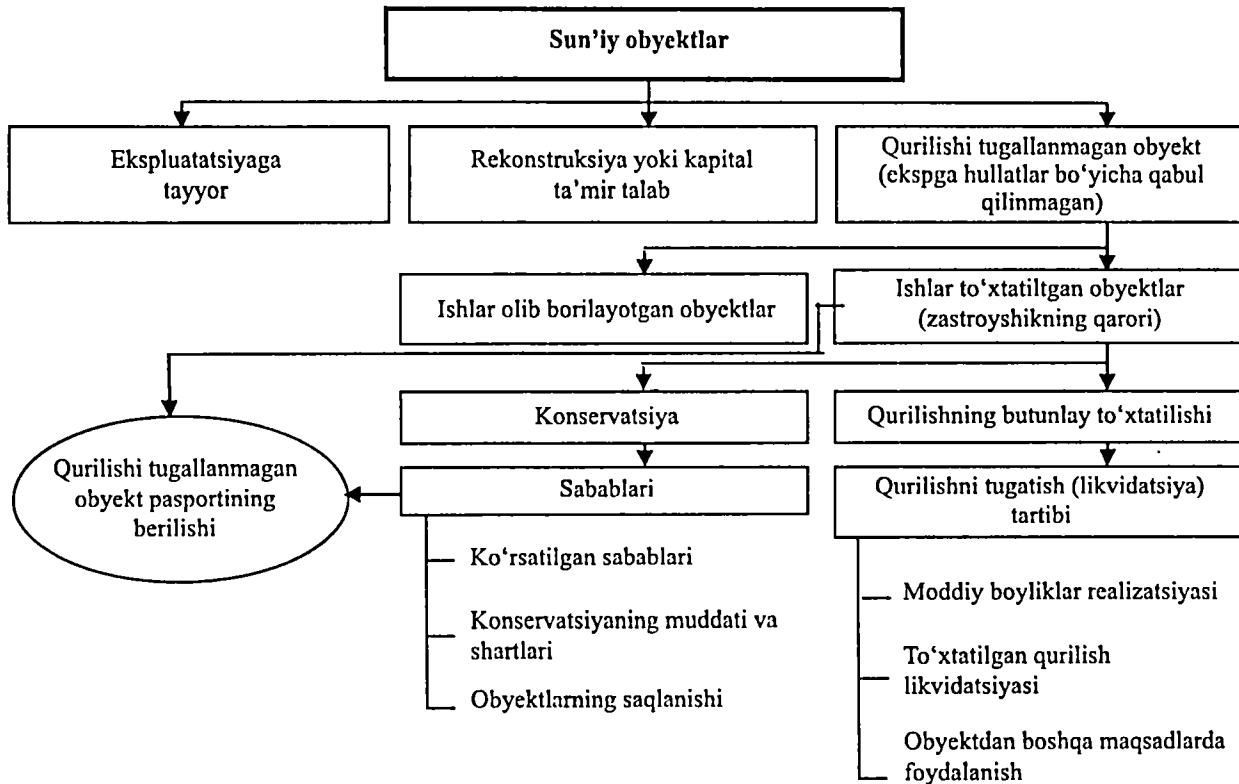 Sun'iy obyektlar
Ekspluatatsiyaga
tayyor
Rekonstruksiya yoki kapital
ta'mir talab
Qurilishi tugallanmagan obyekt
(ekspga hullatlar bo‘yicha qabul
qilinmagan)
Ishlar olib borilayotgan obyektlar
Ishlar to‘xtatiltgan obyektlar
(zastroyshikning qarori)
Konservatsiya
Qurilishning butunlay to‘xtatilishi
Qurilishi tugallanmagan
obyekt pasportining
berilishi
Sabablari
Qurilishni tugatish (likvidatsiya)
tartibi
Ko‘rsatilgan sabablari
Konservatsiyaning muddati va
shartlari
Obyektlarning saqlanishi
Moddiy boyliklar realizatsiyasi
To‘xtatilgan qurilish
likvidatsiyasi
Obyektdan boshqa maqsadlarda
foydalanish